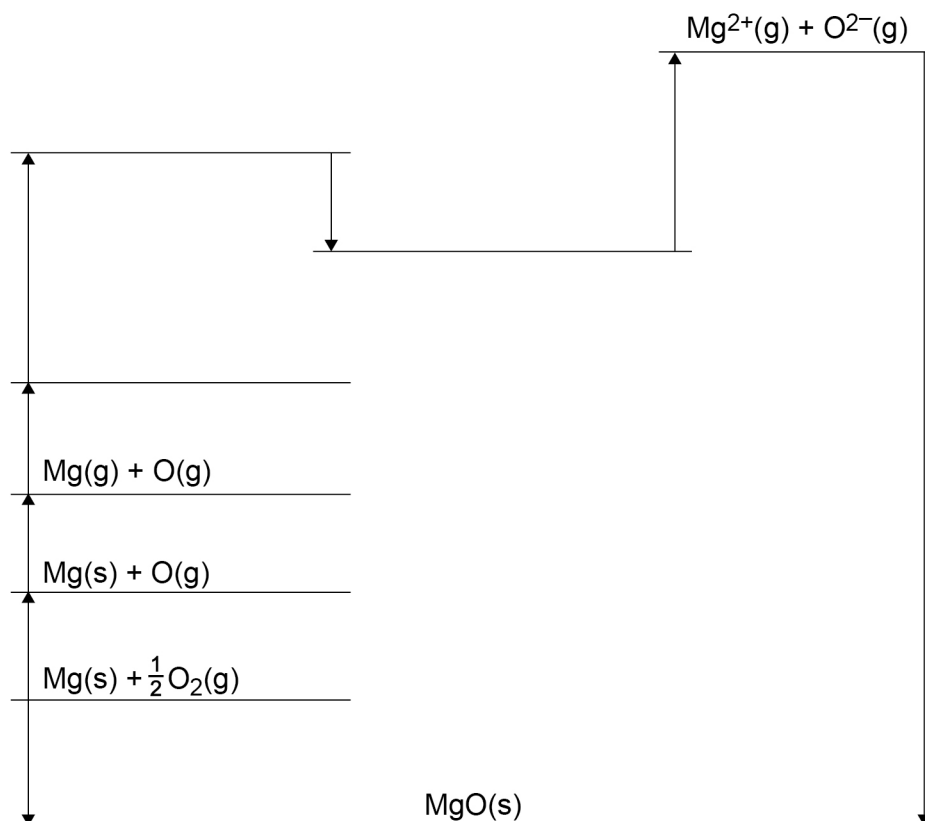 Mg²⁺(g) + O²⁻(g)
Mg(g) + O(g)
Mg(s) + O(g)
Mg(s) + ½O₂(g)
MgO(s)